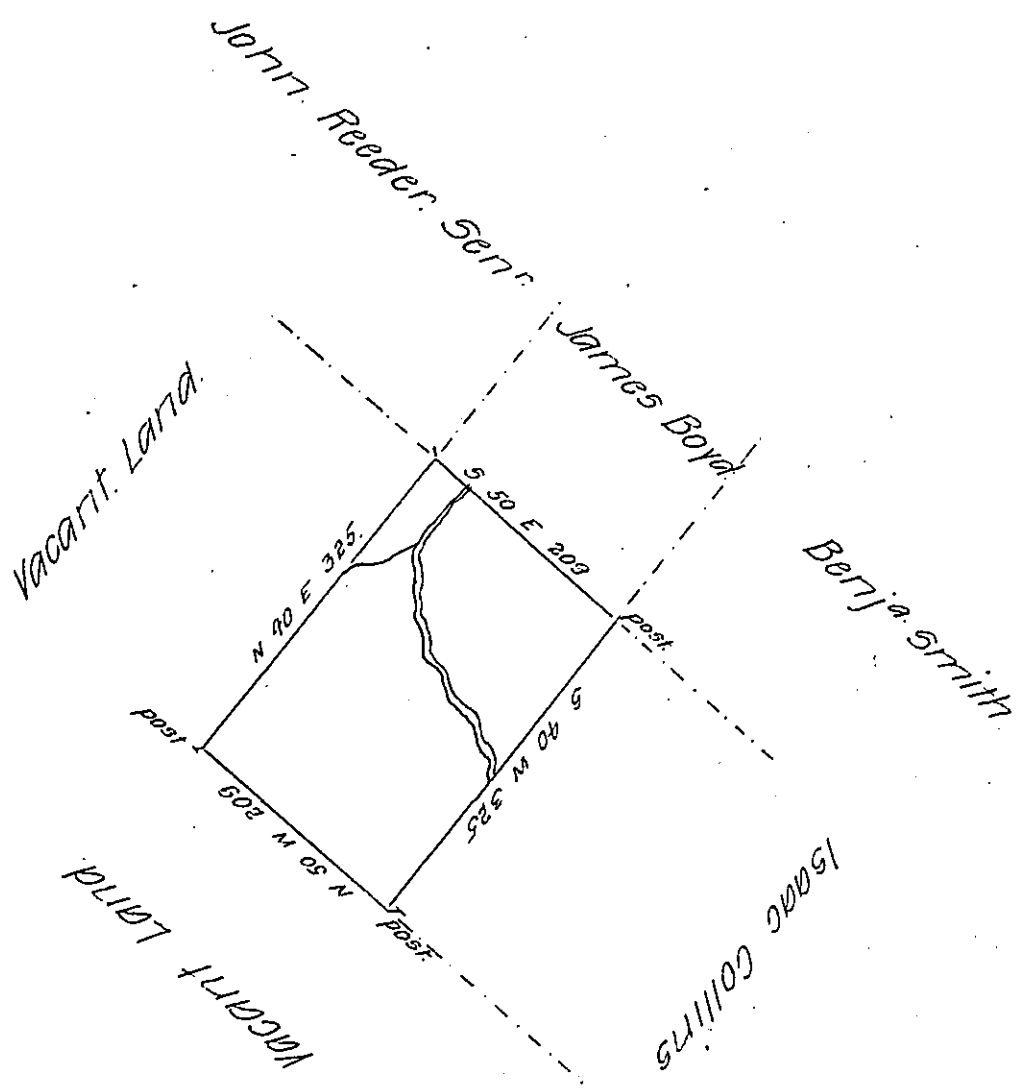 John. Reeder. Senr.
James Boyd
Vacant. Land.
Benja. Smith
S 50 E 209
N 40 E 325.
post.
S 40 W 325
post
N 50 W 209
post.
Isaac Collins
Vacant Land